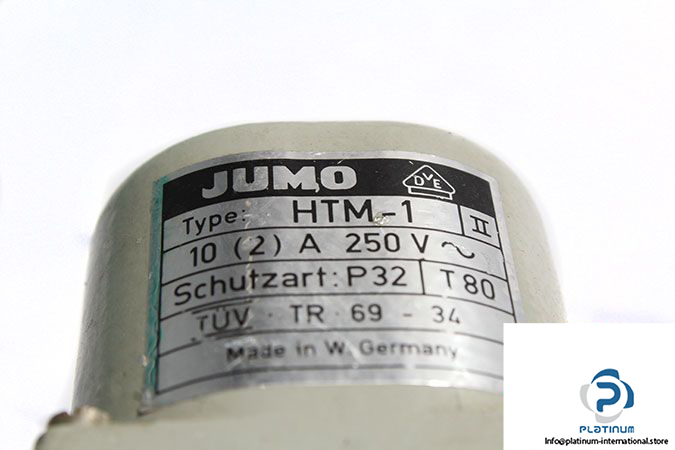 JUMO DVE
Type: HTM-1 II
10 (2) A 250 V ~
Schutzart: P32 T 80
TÜV · TR · 69 - 34
Made in W. Germany
PLATINUM
Info@platinum-international.store